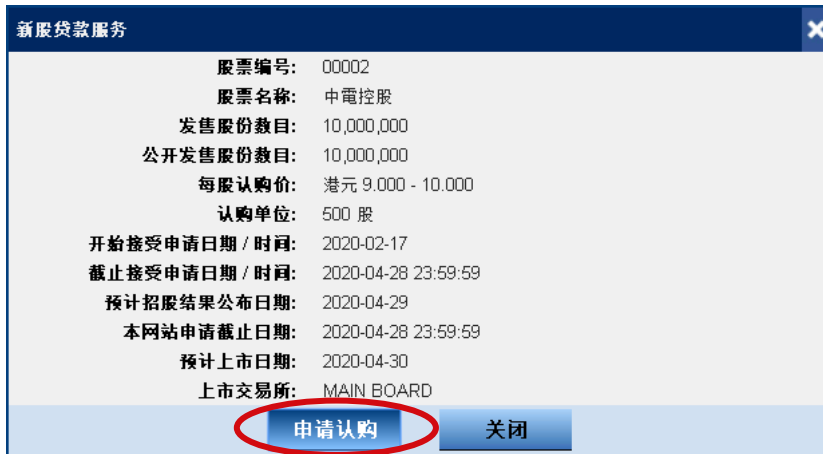 新股贷款服务
股票编号: 00002
股票名称: 中電控股
发售股份数目: 10,000,000
公开发售股份数目: 10,000,000
每股认购价: 港元 9.000 - 10.000
认购单位: 500 股
开始接受申请日期 / 时间: 2020-02-17
截止接受申请日期 / 时间: 2020-04-28 23:59:59
预计招股结果公布日期: 2020-04-29
本网站申请截止日期: 2020-04-28 23:59:59
预计上市日期: 2020-04-30
上市交易所: MAIN BOARD
申请认购 关闭